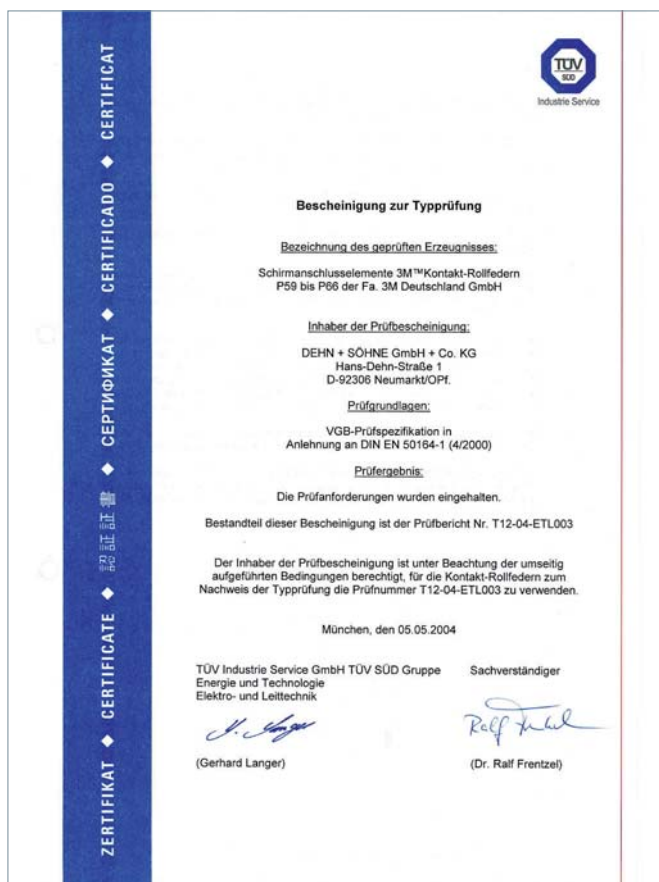 ZERTIFIKAT ◆ CERTIFICATE ◆ 認証証書 ◆ СЕРТИФИКАТ ◆ CERTIFICADO ◆ CERTIFICAT
TÜV
SÜD
Industrie Service
Bescheinigung zur Typprüfung
Bezeichnung des geprüften Erzeugnisses:
Schirmanschlusselemente 3M™Kontakt-Rollfedern
P59 bis P66 der Fa. 3M Deutschland GmbH
Inhaber der Prüfbescheinigung:
DEHN + SÖHNE GmbH + Co. KG
Hans-Dehn-Straße 1
D-92306 Neumarkt/OPf.
Prüfgrundlagen:
VGB-Prüfspezifikation in
Anlehnung an DIN EN 50164-1 (4/2000)
Prüfergebnis:
Die Prüfanforderungen wurden eingehalten.
Bestandteil dieser Bescheinigung ist der Prüfbericht Nr. T12-04-ETL003
Der Inhaber der Prüfbescheinigung ist unter Beachtung der umseitig
aufgeführten Bedingungen berechtigt, für die Kontakt-Rollfedern zum
Nachweis der Typprüfung die Prüfnummer T12-04-ETL003 zu verwenden.
München, den 05.05.2004
TÜV Industrie Service GmbH TÜV SÜD Gruppe
Energie und Technologie
Elektro- und Leittechnik
Sachverständiger
(Gerhard Langer)
(Dr. Ralf Frentzel)